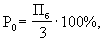 P₀ = Пб/3 · 100%,